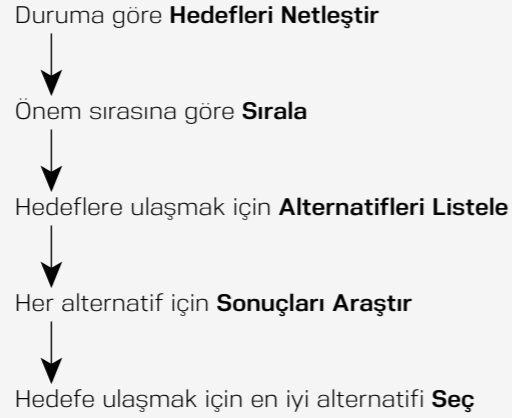 Duruma göre Hedefleri Netleştir
Önem sırasına göre Sırala
Hedeflere ulaşmak için Alternatifleri Listele
Her alternatif için Sonuçları Araştır
Hedefe ulaşmak için en iyi alternatifi Seç